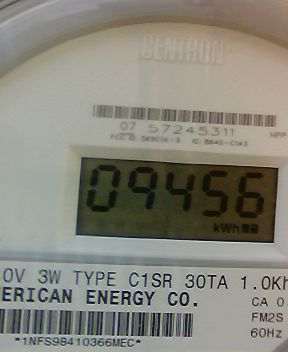 CENTRON
07 57245311
09456
kWh
.0V 3W TYPE C1SR 30TA 1.0Kh
ERICAN ENERGY CO.
CA 0
FM2S
60Hz
*1NFS98410366MEC*